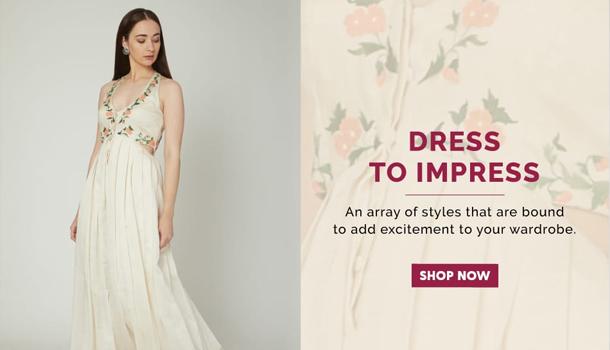 DRESS
TO IMPRESS
An array of styles that are bound
to add excitement to your wardrobe.
SHOP NOW